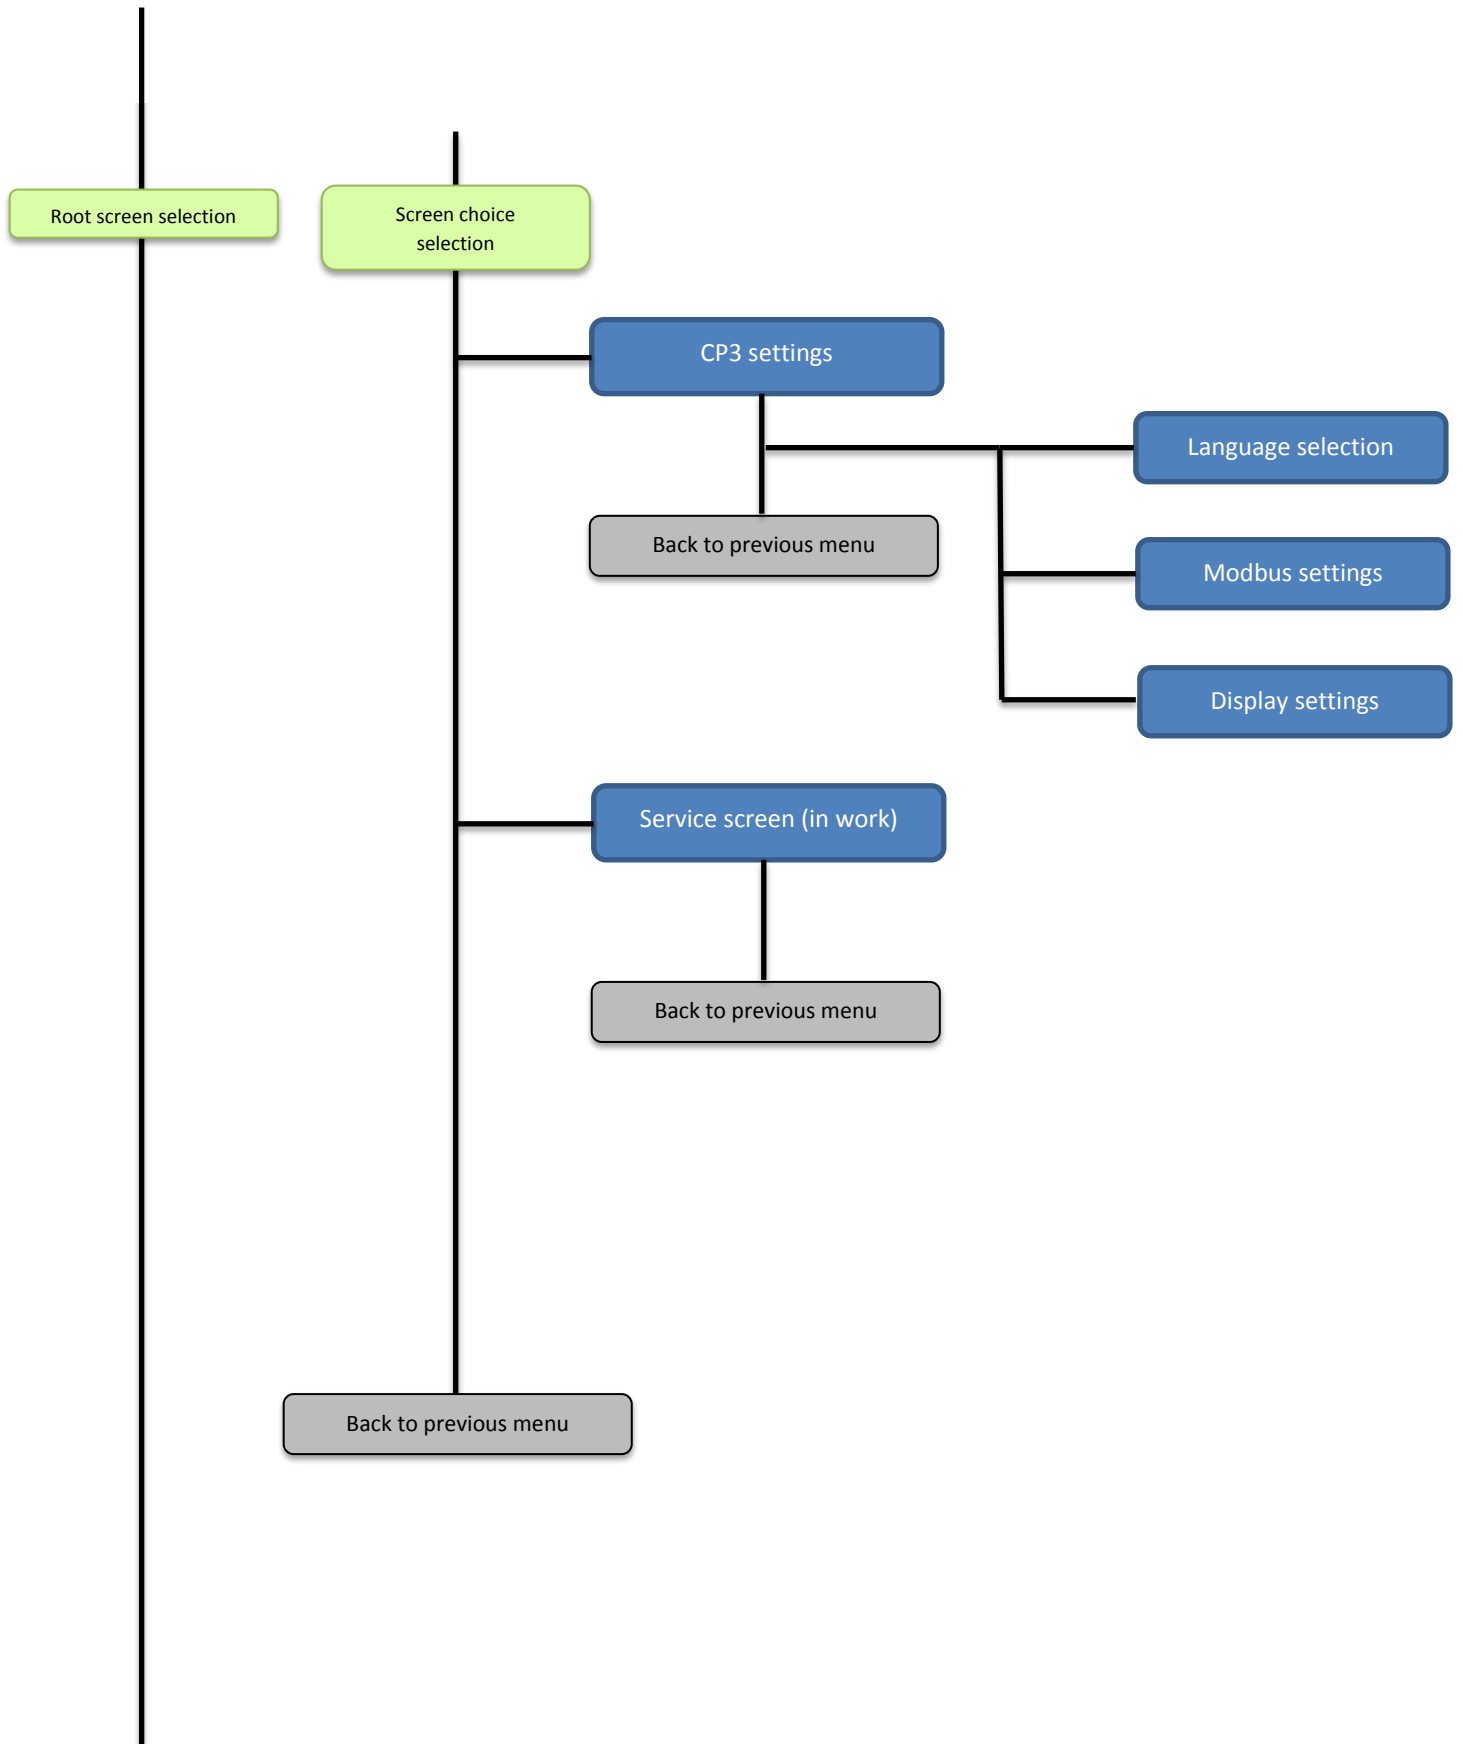 Root screen selection
Screen choice
selection
CP3 settings
Language selection
Back to previous menu
Modbus settings
Display settings
Service screen (in work)
Back to previous menu
Back to previous menu